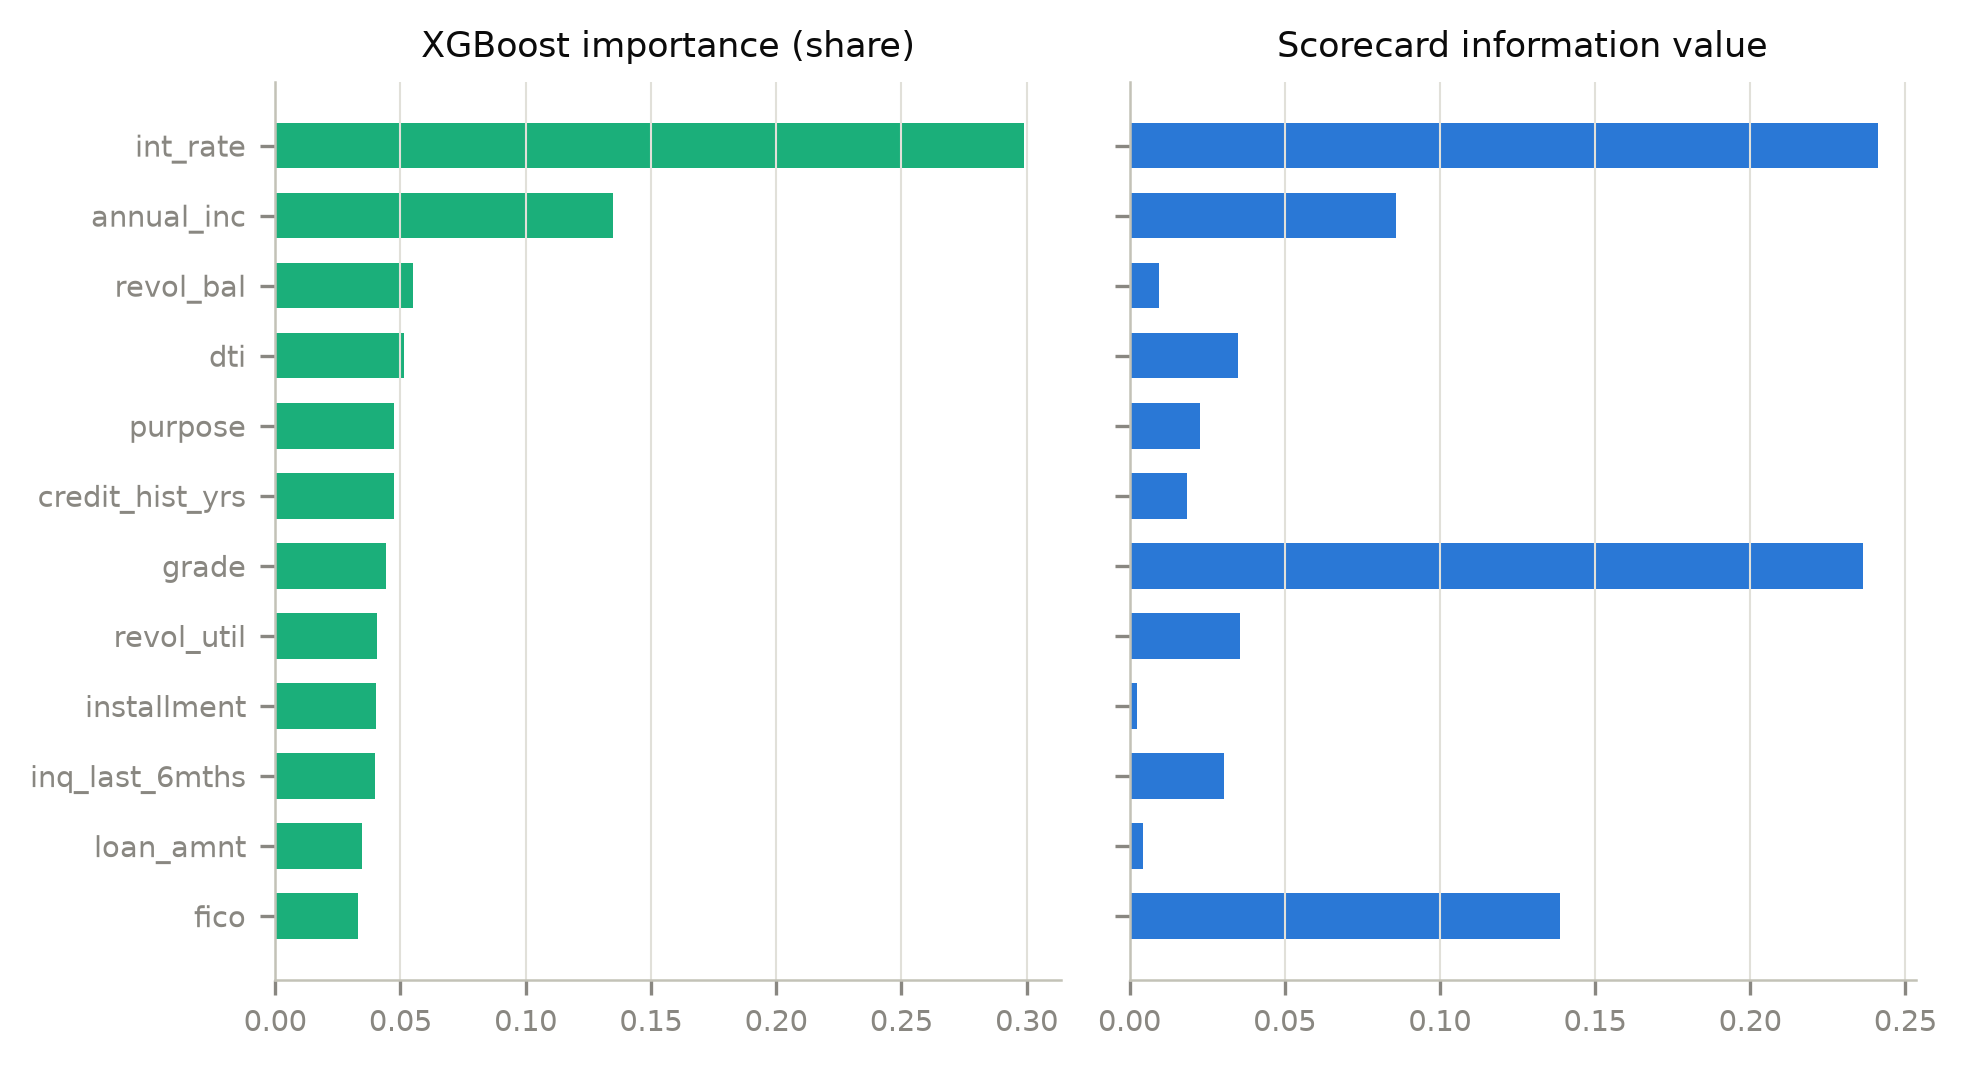 XGBoost importance (share)
Scorecard information value
int_rate
annual_inc
revol_bal
dti
purpose
credit_hist_yrs
grade
revol_util
installment
inq_last_6mths
loan_amnt
fico
0.00 0.05 0.10 0.15 0.20 0.25 0.30
0.00 0.05 0.10 0.15 0.20 0.25